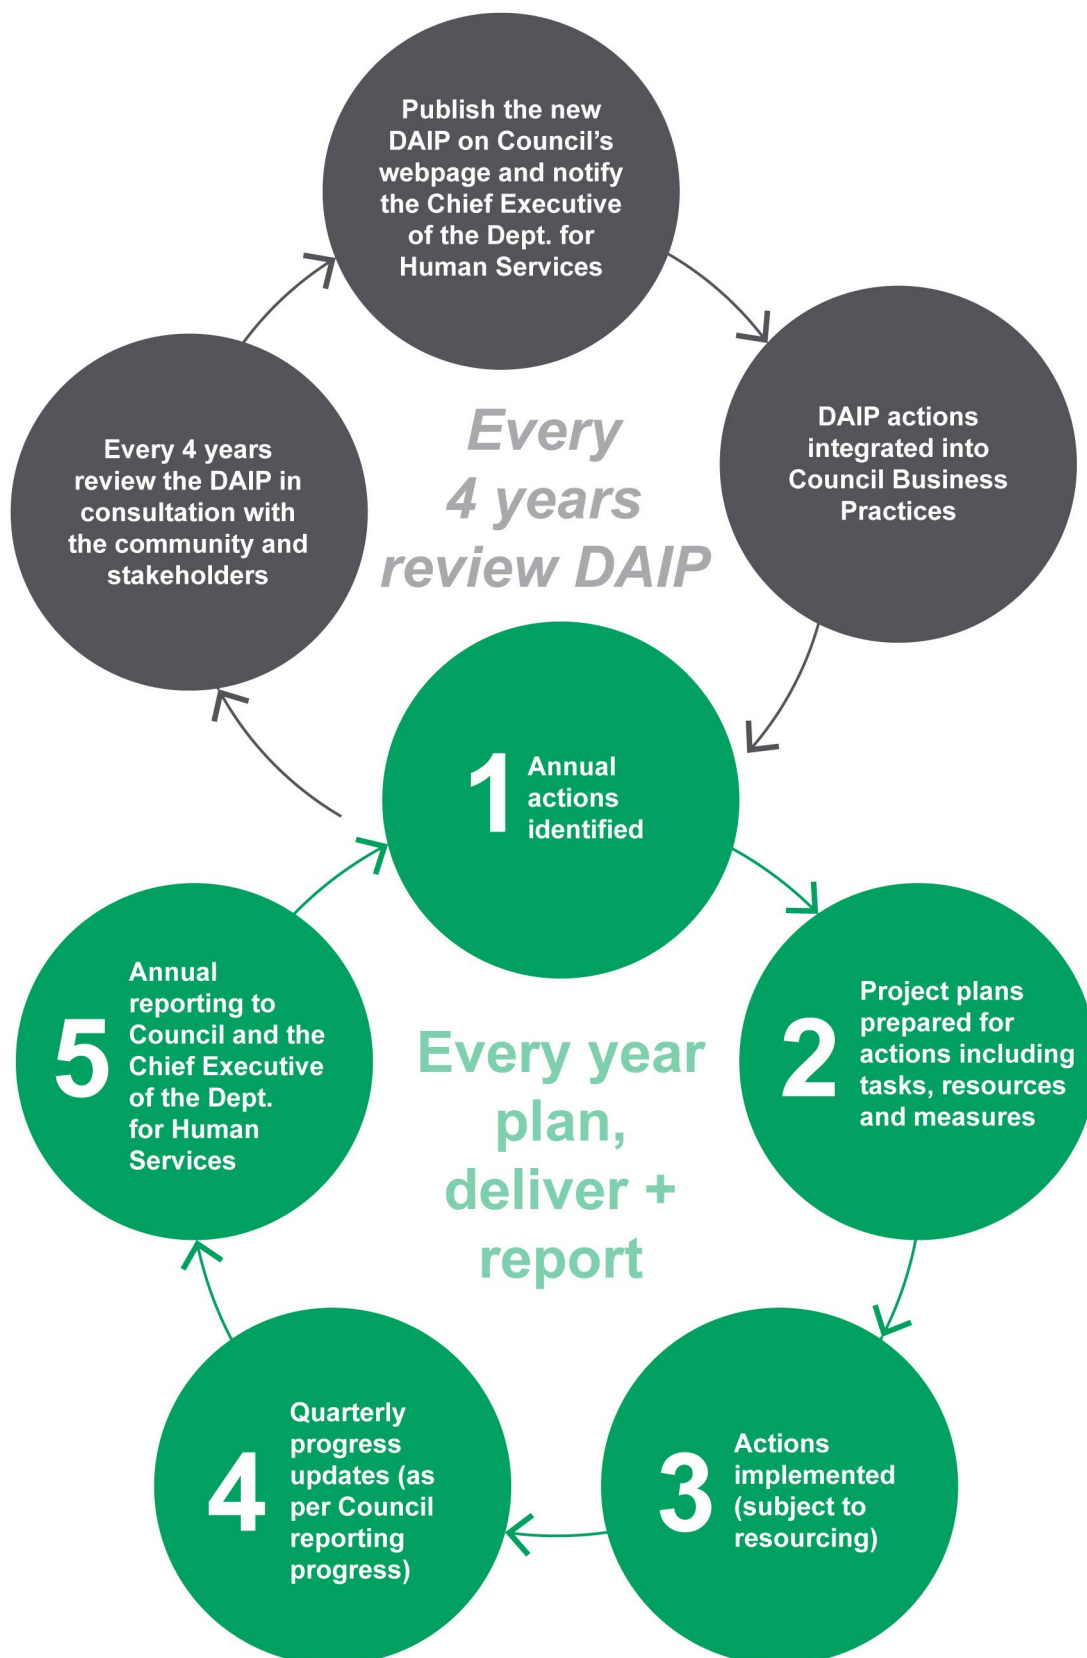 Publish the new
DAIP on Council’s
webpage and notify
the Chief Executive
of the Dept. for
Human Services
DAIP actions
integrated into
Council Business
Practices
Every 4 years
review the DAIP in
consultation with
the community and
stakeholders
Every
4 years
review DAIP
1
Annual
actions
identified
2
Project plans
prepared for
actions including
tasks, resources
and measures
3
Actions
implemented
(subject to
resourcing)
4
Quarterly
progress
updates (as
per Council
reporting
progress)
5
Annual
reporting to
Council and the
Chief Executive
of the Dept.
for Human
Services
Every year
plan,
deliver +
report